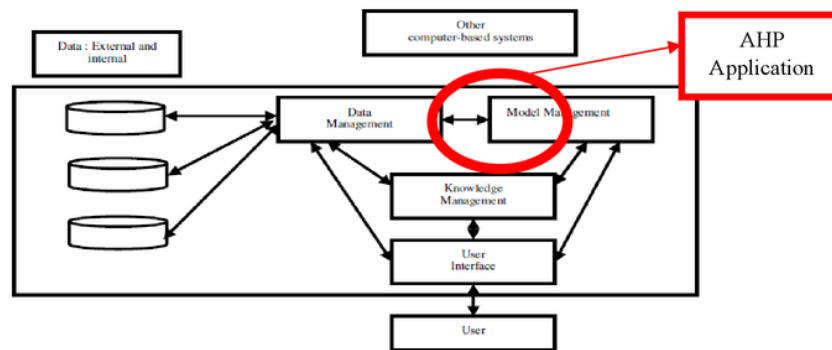 Other
computer-based systems
AHP
Application
Data : External and
internal
Data
Management
Model Management
Knowledge
Management
User
Interface
User